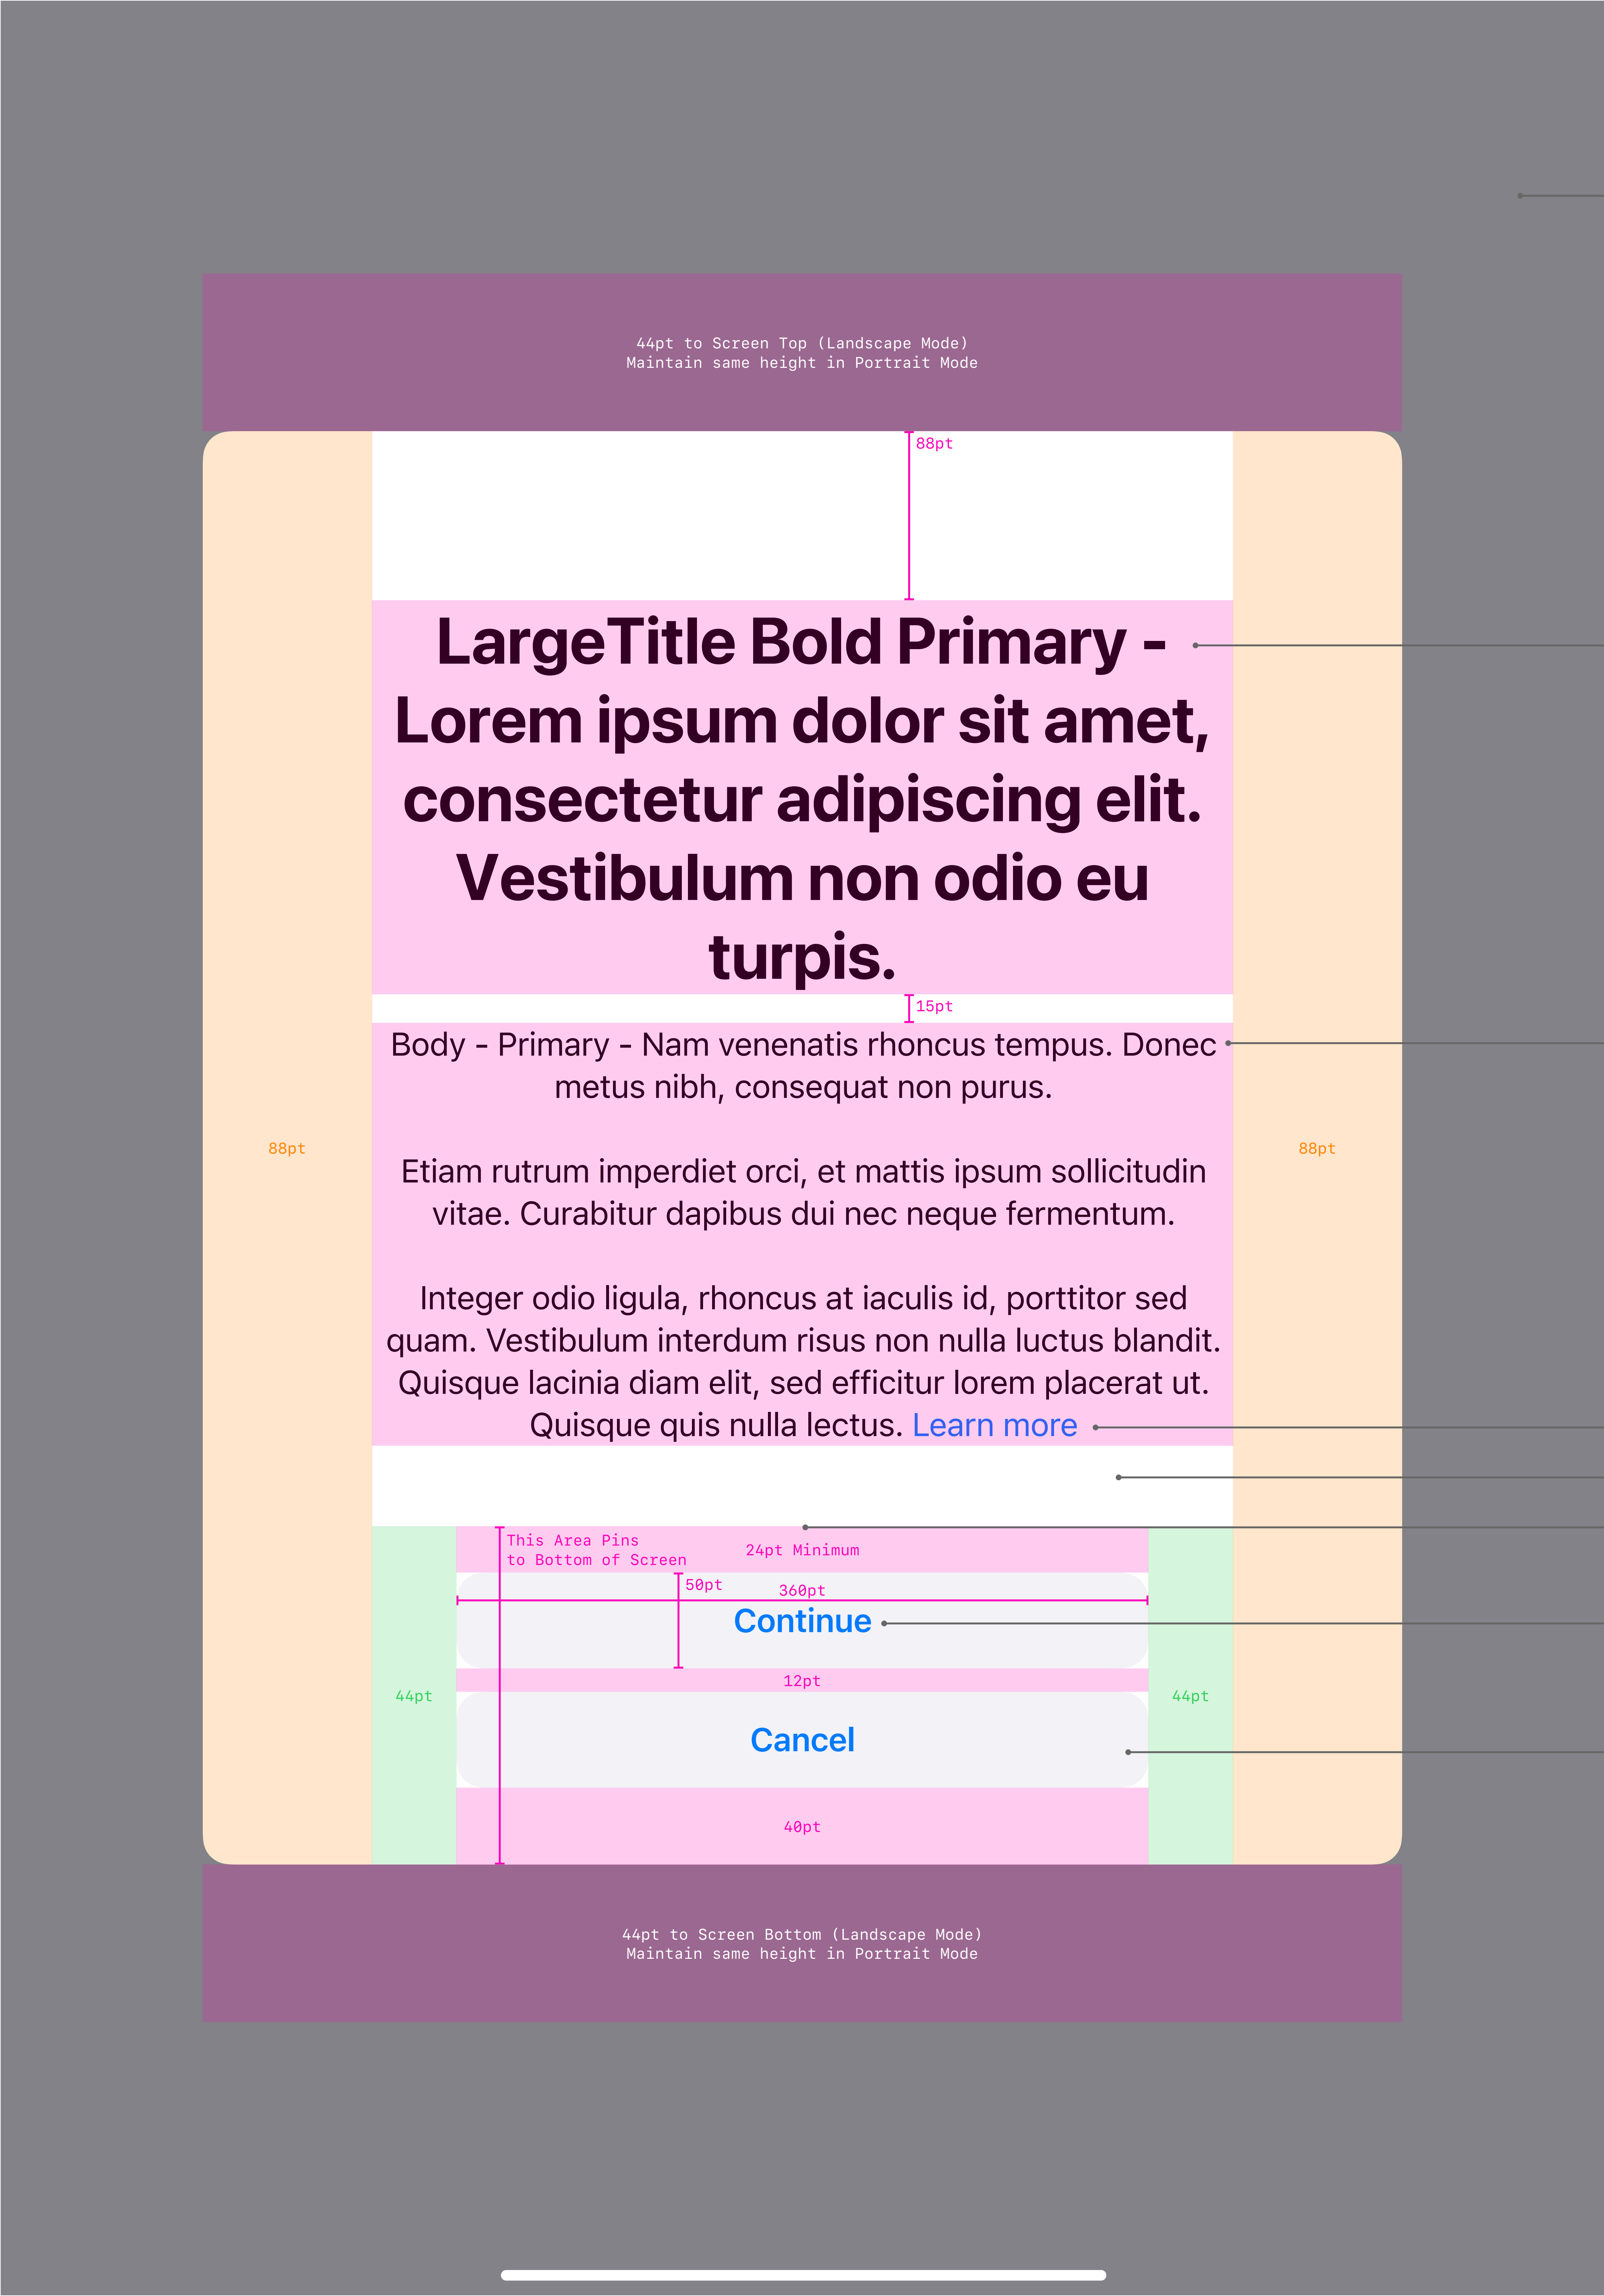 44pt to Screen Top (Landscape Mode)
Maintain same height in Portrait Mode
88pt
LargeTitle Bold Primary -
Lorem ipsum dolor sit amet,
consectetur adipiscing elit.
Vestibulum non odio eu
turpis.
15pt
Body - Primary - Nam venenatis rhoncus tempus. Donec
metus nibh, consequat non purus.
88pt
88pt
Etiam rutrum imperdiet orci, et mattis ipsum sollicitudin
vitae. Curabitur dapibus dui nec neque fermentum.
Integer odio ligula, rhoncus at iaculis id, porttitor sed
quam. Vestibulum interdum risus non nulla luctus blandit.
Quisque lacinia diam elit, sed efficitur lorem placerat ut.
Quisque quis nulla lectus. Learn more
This Area Pins
to Bottom of Screen
24pt Minimum
50pt
360pt
Continue
12pt
44pt
44pt
Cancel
40pt
44pt to Screen Bottom (Landscape Mode)
Maintain same height in Portrait Mode